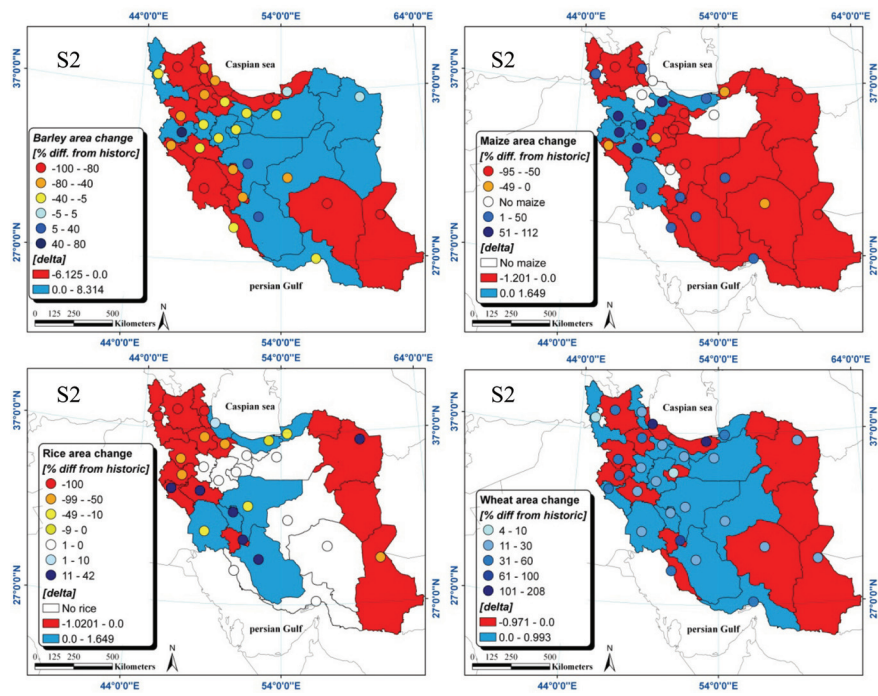 44°0'0"E 54°0'0"E 64°0'0"E
S2
Caspian sea
37°0'0"N
27°0'0"N
Barley area change
[% diff. from historic]
-100 - -80
-80 - -40
-40 - -5
-5 - 5
5 - 40
40 - 80
[delta]
-6.125 - 0.0
0.0 - 8.314
persian Gulf
N
0 125 250 500
Kilometers
44°0'0"E 54°0'0"E
44°0'0"E 54°0'0"E 64°0'0"E
S2
Caspian sea
37°0'0"N
27°0'0"N
Maize area change
[% diff. from historic]
-95 - -50
-49 - 0
No maize
1 - 50
51 - 112
[delta]
No maize
-1.201 - 0.0
0.0 1.649
persian Gulf
N
0 125 250 500
Kilometers
64°0'0"E
S2
Caspian sea
37°0'0"N
27°0'0"N
Rice area change
[% diff from historic]
-100
-99 - -50
-49 - -10
-9 - 0
1 - 0
1 - 10
11 - 42
[delta]
No rice
-1.0201 - 0.0
0.0 - 1.649
persian Gulf
N
0 125 250 500
Kilometers
44°0'0"E 54°0'0"E
44°0'0"E 54°0'0"E 64°0'0"E
S2
Caspian sea
37°0'0"N
27°0'0"N
Wheat area change
[% diff from historic]
4 - 10
11 - 30
31 - 60
61 - 100
101 - 208
[delta]
-0.971 - 0.0
0.0 - 0.993
persian Gulf
N
0 125 250 500
Kilometers
44°0'0"E 54°0'0"E